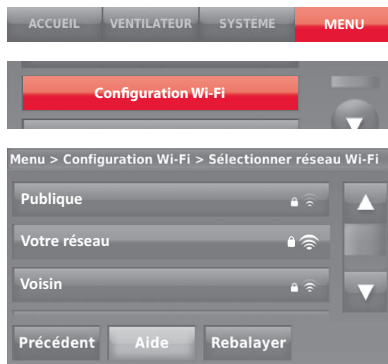 ACCUEIL VENTILATEUR SYSTEME MENU
Configuration Wi-Fi
Menu > Configuration Wi-Fi > Sélectionner réseau Wi-Fi
Publique
Votre réseau
Voisin
Précédent Aide Rebalayer